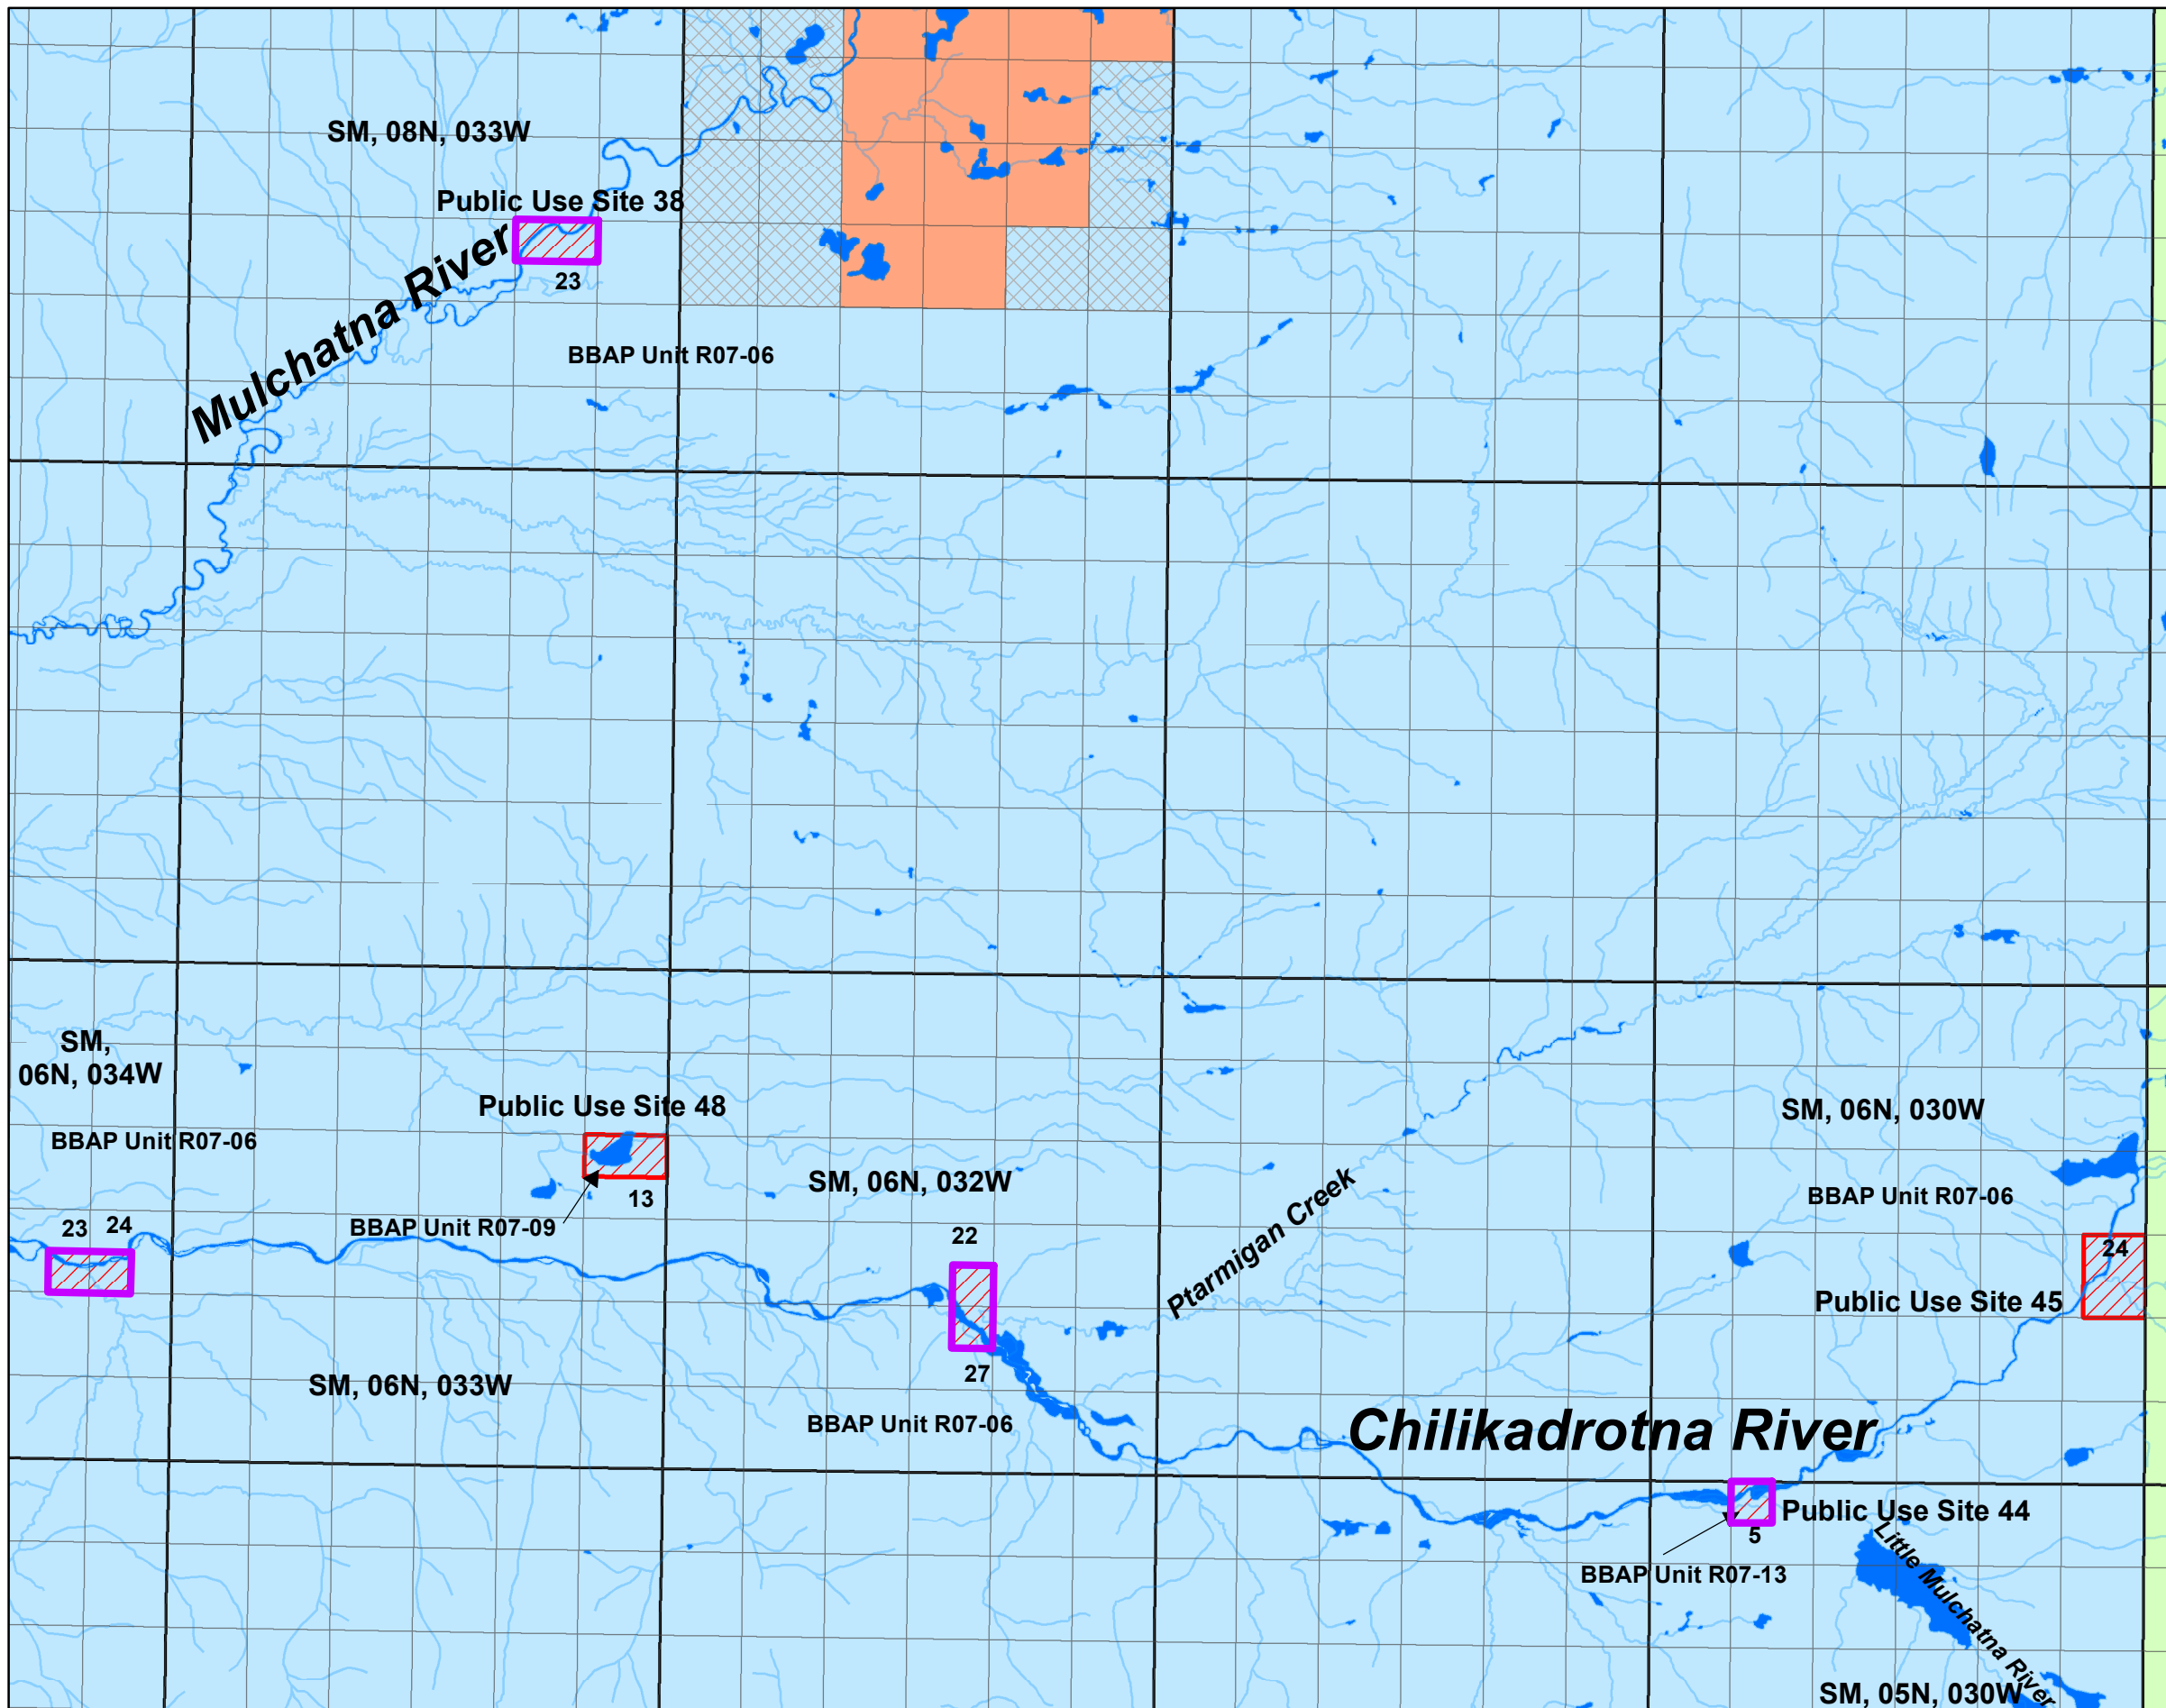 SM, 08N, 033W
Public Use Site 38
Mulchatna River
23
BBAP Unit R07-06
SM,
06N, 034W
Public Use Site 48
SM, 06N, 030W
BBAP Unit R07-06
SM, 06N, 032W
BBAP Unit R07-06
13
Ptarmigan Creek
23 24
BBAP Unit R07-09
22
24
Public Use Site 45
27
SM, 06N, 033W
BBAP Unit R07-06
Chilikadrotna River
Public Use Site 44
5
BBAP Unit R07-13
Little Mulchatna River
SM, 05N, 030W